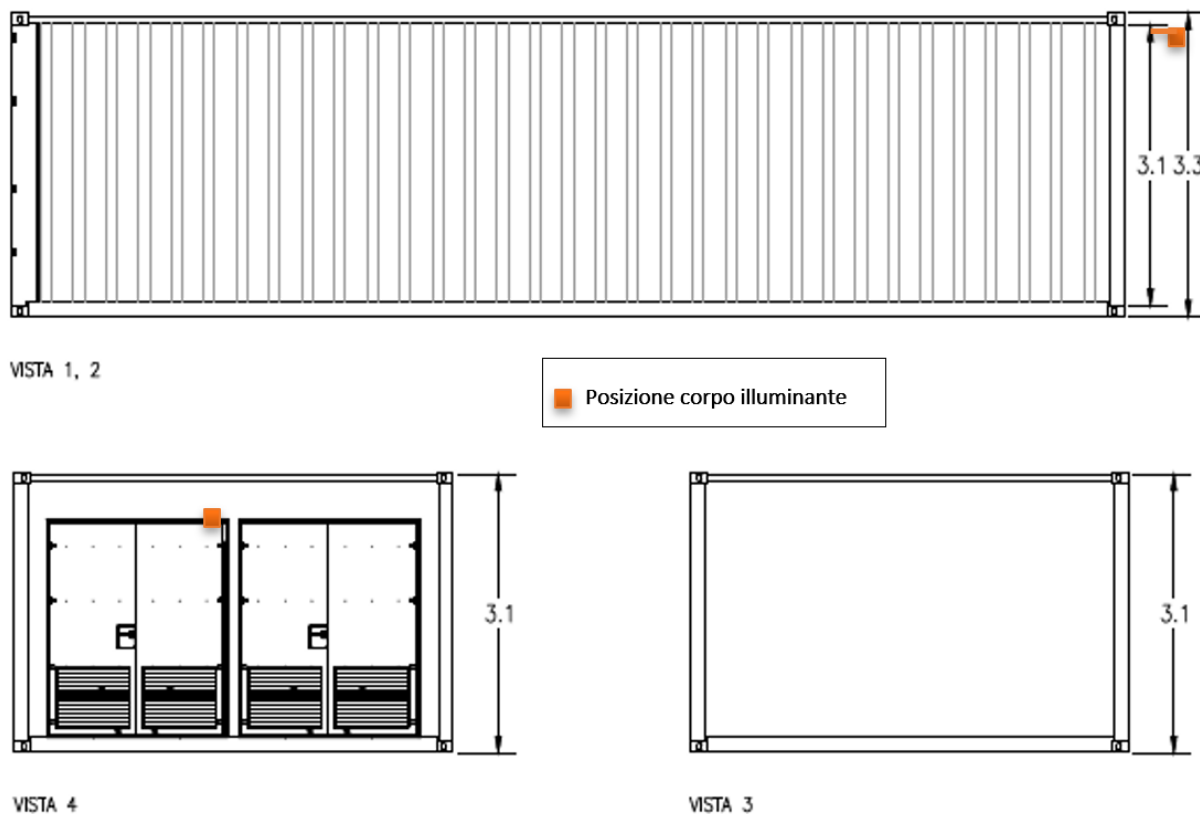 3.1 3.3
VISTA 1, 2
Posizione corpo illuminante
3.1
3.1
VISTA 4
VISTA 3